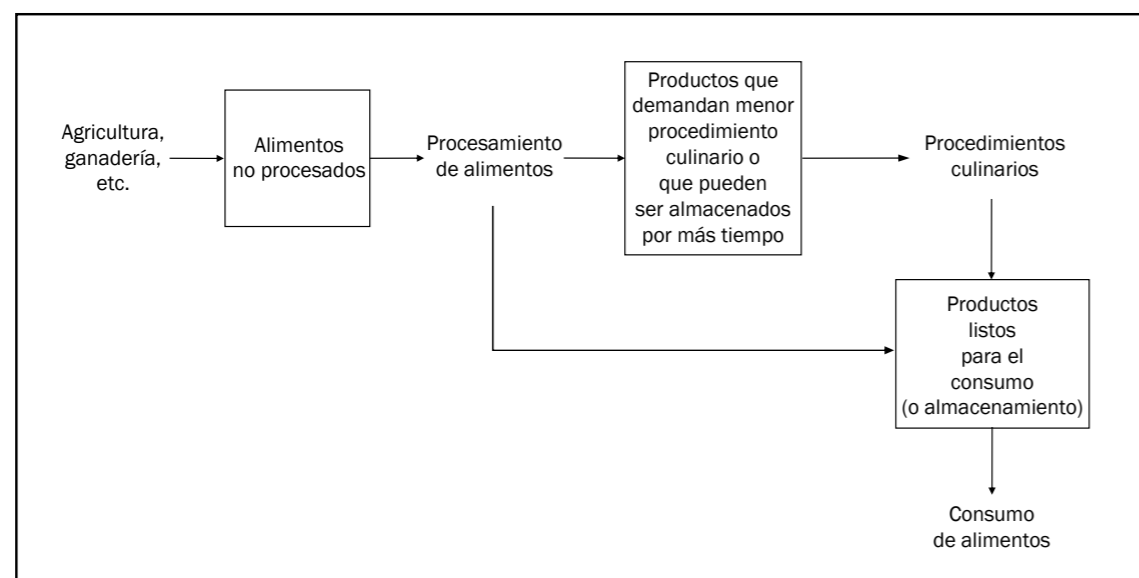 Agricultura,
ganadería,
etc.
Alimentos
no procesados
Procesamiento
de alimentos
Productos que
demandan menor
procedimiento
culinario o
que pueden
ser almacenados
por más tiempo
Procedimientos
culinarios
Productos
listos
para el
consumo
(o almacenamiento)
Consumo
de alimentos